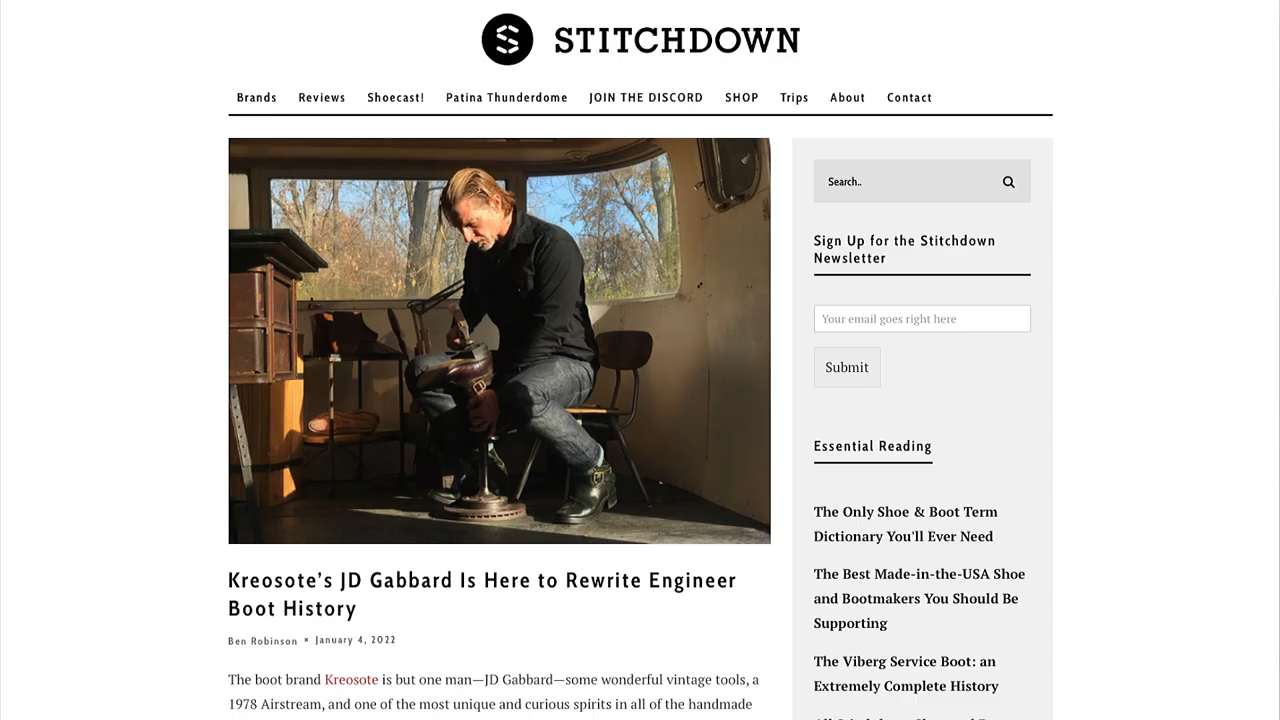 STITCHDOWN
Brands Reviews Shoecast! Patina Thunderdome JOIN THE DISCORD SHOP Trips About Contact
Kreosote's JD Gabbard Is Here to Rewrite Engineer
Boot History
Ben Robinson × January 4, 2022
The boot brand Kreosote is but one man—JD Gabbard—some wonderful vintage tools, a
1978 Airstream, and one of the most unique and curious spirits in all of the handmade
Search..
Sign Up for the Stitchdown
Newsletter
Your email goes right here
Submit
Essential Reading
The Only Shoe & Boot Term
Dictionary You'll Ever Need
The Best Made-in-the-USA Shoe
and Bootmakers You Should Be
Supporting
The Viberg Service Boot: an
Extremely Complete History